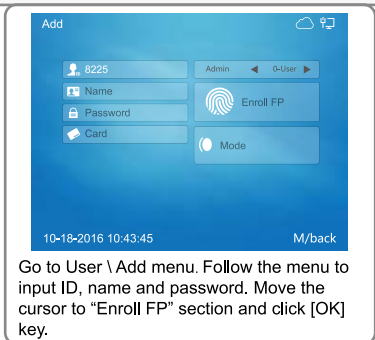 Add
8225
Admin ◀ 0-User ▶
Name
Enroll FP
Password
Card
Mode
10-18-2016 10:43:45 M/back
Go to User \ Add menu. Follow the menu to
input ID, name and password. Move the
cursor to “Enroll FP” section and click [OK]
key.